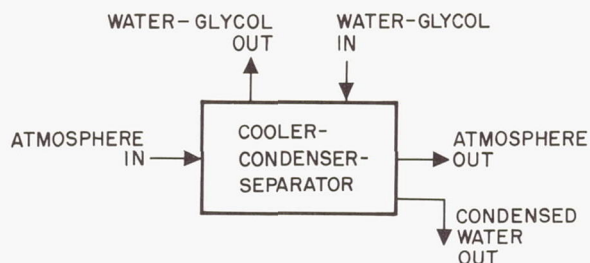 WATER-GLYCOL
OUT
WATER-GLYCOL
IN
ATMOSPHERE
IN
COOLER-
CONDENSER-
SEPARATOR
ATMOSPHERE
OUT
CONDENSED
WATER
OUT